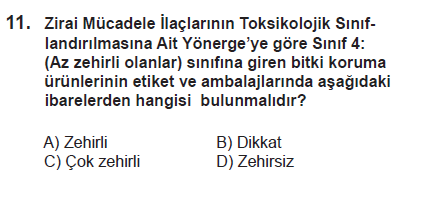 11. Zirai Mücadele İlaçlarının Toksikolojik Sınıf-
landırılmasına Ait Yönerge'ye göre Sınıf 4:
(Az zehirli olanlar) sınıfına giren bitki koruma
ürünlerinin etiket ve ambalajlarında aşağıdaki
ibarelerden hangisi bulunmalıdır?
A) Zehirli B) Dikkat
C) Çok zehirli D) Zehirsiz